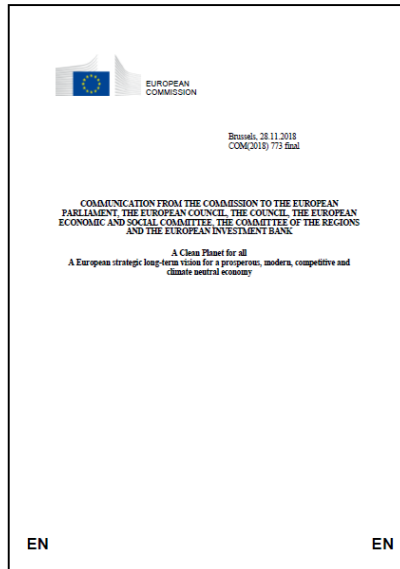 EUROPEAN
COMMISSION
Brussels, 28.11.2018
COM(2018) 773 final
COMMUNICATION FROM THE COMMISSION TO THE EUROPEAN
PARLIAMENT, THE EUROPEAN COUNCIL, THE COUNCIL, THE EUROPEAN
ECONOMIC AND SOCIAL COMMITTEE, THE COMMITTEE OF THE REGIONS
AND THE EUROPEAN INVESTMENT BANK
A Clean Planet for all
A European strategic long-term vision for a prosperous, modern, competitive and
climate neutral economy
EN EN